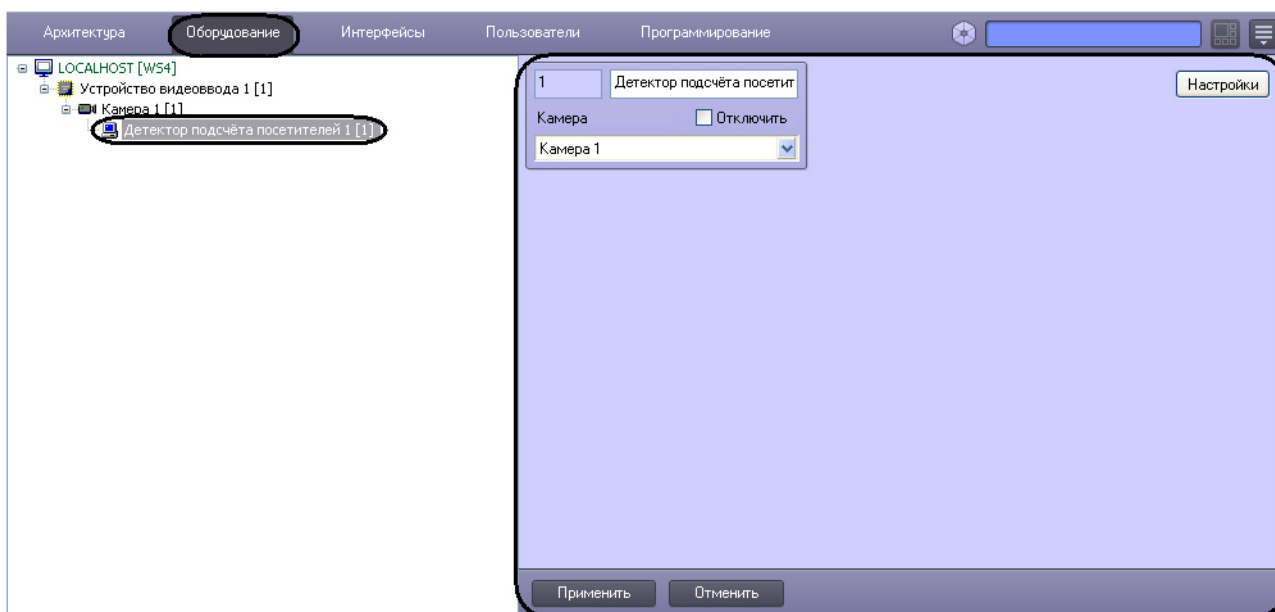 Архитектура Оборудование Интерфейсы Пользователи Программирование
LOCALHOST [WS4]
Устройство видеоввода 1 [1]
Камера 1 [1]
Детектор подсчёта посетителей 1 [1]
1 Детектор подсчёта посетит
Камера Отключить
Камера 1
Настройки
Применить Отменить